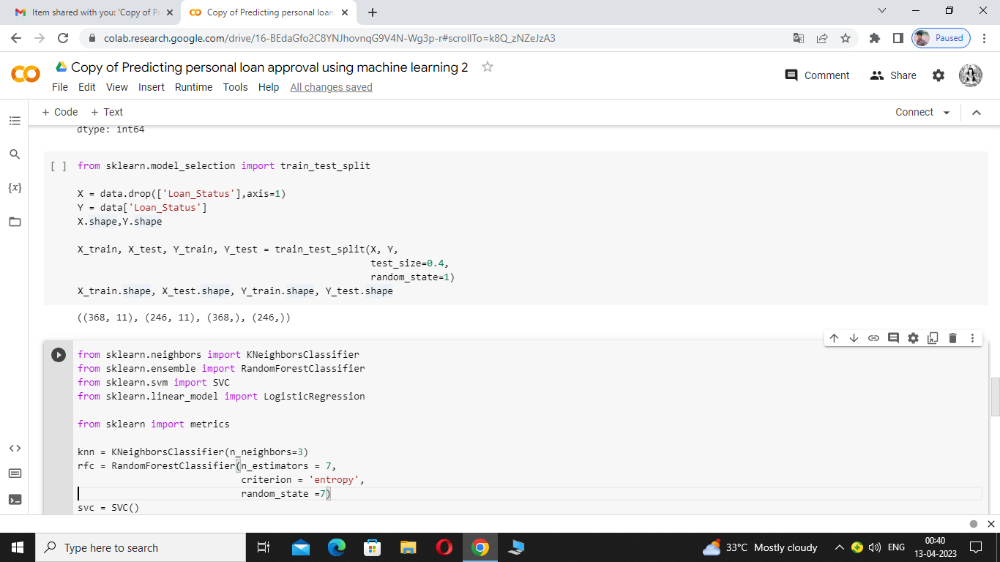 Item shared with you: 'Copy of Pr
Copy of Predicting personal loan
colab.research.google.com/drive/16-BEdaGfo2C8YNJhovnqG9V4N-Wg3p-r#scrollTo=k8Q_zNZeJzA3
Paused
CO
Copy of Predicting personal loan approval using machine learning 2
Comment
Share
File Edit View Insert Runtime Tools Help All changes saved
+ Code + Text
Connect
dtype: int64
[ ] from sklearn.model_selection import train_test_split
X = data.drop(['Loan_Status'],axis=1)
Y = data['Loan_Status']
X.shape,Y.shape
X_train, X_test, Y_train, Y_test = train_test_split(X, Y,
test_size=0.4,
random_state=1)
X_train.shape, X_test.shape, Y_train.shape, Y_test.shape
((368, 11), (246, 11), (368,), (246,))
{x}
from sklearn.neighbors import KNeighborsClassifier
from sklearn.ensemble import RandomForestClassifier
from sklearn.svm import SVC
from sklearn.linear_model import LogisticRegression
from sklearn import metrics
knn = KNeighborsClassifier(n_neighbors=3)
rfc = RandomForestClassifier(n_estimators = 7,
criterion = 'entropy',
random_state =7)
svc = SVC()
Type here to search
33°C Mostly cloudy
ENG
00:40
13-04-2023